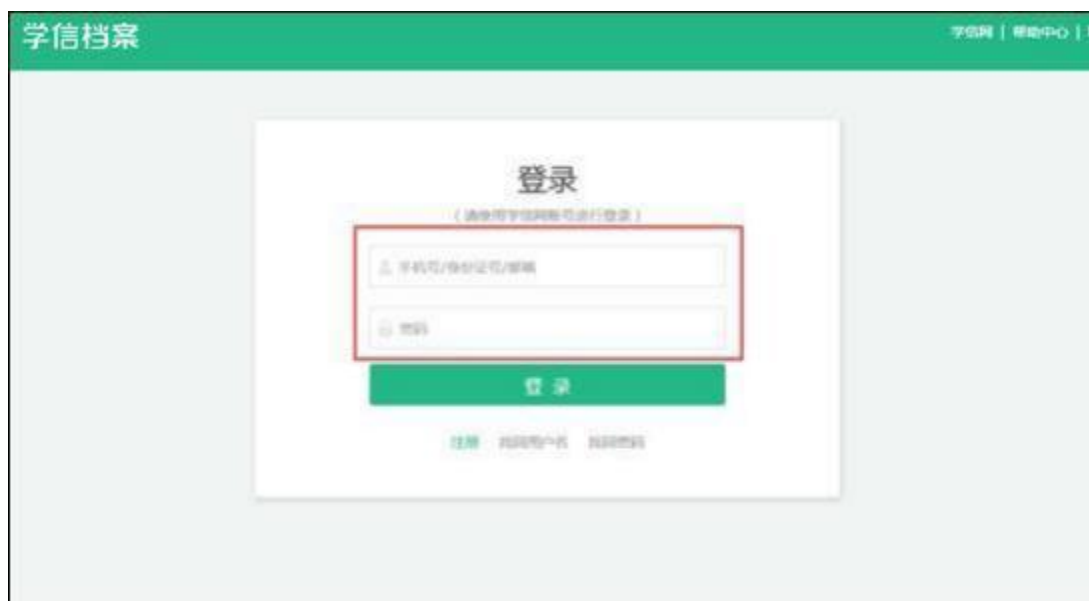 学信档案
学信网 | 帮助中心 |
登录
（请使用学信网账号进行登录）
手机号/身份证号/邮箱
密码
登 录
注册 找回用户名 找回密码